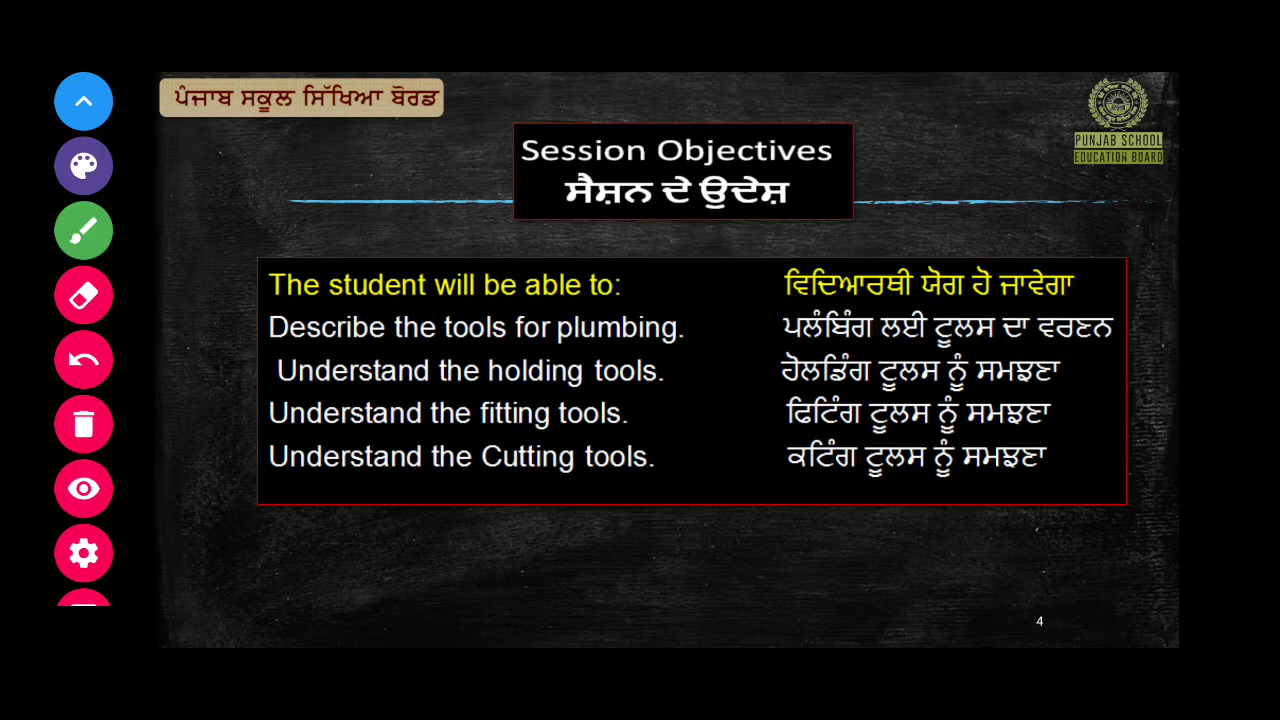 ਪੰਜਾਬ ਸਕੂਲ ਸਿੱਖਿਆ ਬੋਰਡ
PUNJAB SCHOOL
EDUCATION BOARD
Session Objectives
ਸੈਸ਼ਨ ਦੇ ਉਦੇਸ਼
The student will be able to: ਵਿਦਿਆਰਥੀ ਯੋਗ ਹੋ ਜਾਵੇਗਾ
Describe the tools for plumbing. ਪਲੰਬਿੰਗ ਲਈ ਟੂਲਸ ਦਾ ਵਰਣਨ
Understand the holding tools. ਹੋਲਡਿੰਗ ਟੂਲਸ ਨੂੰ ਸਮਝਣਾ
Understand the fitting tools. ਫਿਟਿੰਗ ਟੂਲਸ ਨੂੰ ਸਮਝਣਾ
Understand the Cutting tools. ਕਟਿੰਗ ਟੂਲਸ ਨੂੰ ਸਮਝਣਾ
4